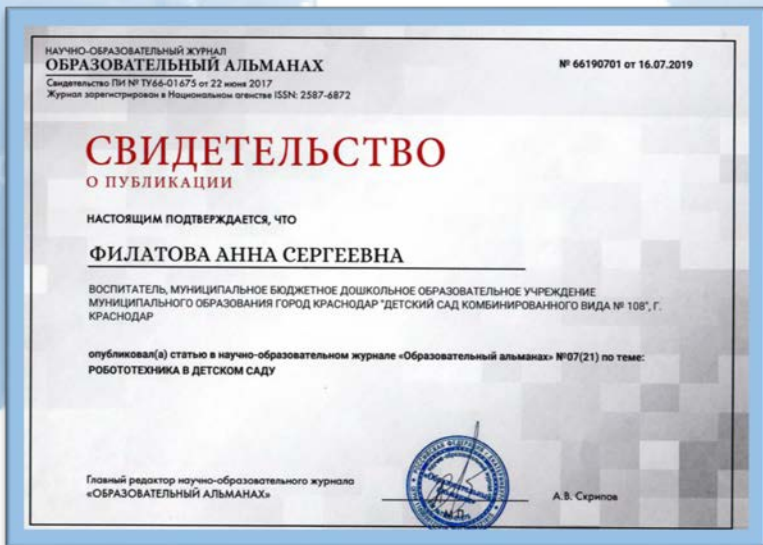 НАУЧНО-ОБРАЗОВАТЕЛЬНЫЙ ЖУРНАЛ
ОБРАЗОВАТЕЛЬНЫЙ АЛЬМАНАХ
Свидетельство ПИ № ТУ66-01675 от 22 июня 2017
Журнал зарегистрирован в Национальном агенстве ISSN: 2587-6872
№ 66190701 от 16.07.2019
СВИДЕТЕЛЬСТВО
О ПУБЛИКАЦИИ
НАСТОЯЩИМ ПОДТВЕРЖДАЕТСЯ, ЧТО
ФИЛАТОВА АННА СЕРГЕЕВНА
ВОСПИТАТЕЛЬ, МУНИЦИПАЛЬНОЕ БЮДЖЕТНОЕ ДОШКОЛЬНОЕ ОБРАЗОВАТЕЛЬНОЕ УЧРЕЖДЕНИЕ
МУНИЦИПАЛЬНОГО ОБРАЗОВАНИЯ ГОРОД КРАСНОДАР "ДЕТСКИЙ САД КОМБИНИРОВАННОГО ВИДА № 108", Г.
КРАСНОДАР
опубликовал(а) статью в научно-образовательном журнале «Образовательный альманах» №07(21) по теме:
РОБОТОТЕХНИКА В ДЕТСКОМ САДУ
Главный редактор научно-образовательного журнала
«ОБРАЗОВАТЕЛЬНЫЙ АЛЬМАНАХ»
А.В. Скрипов